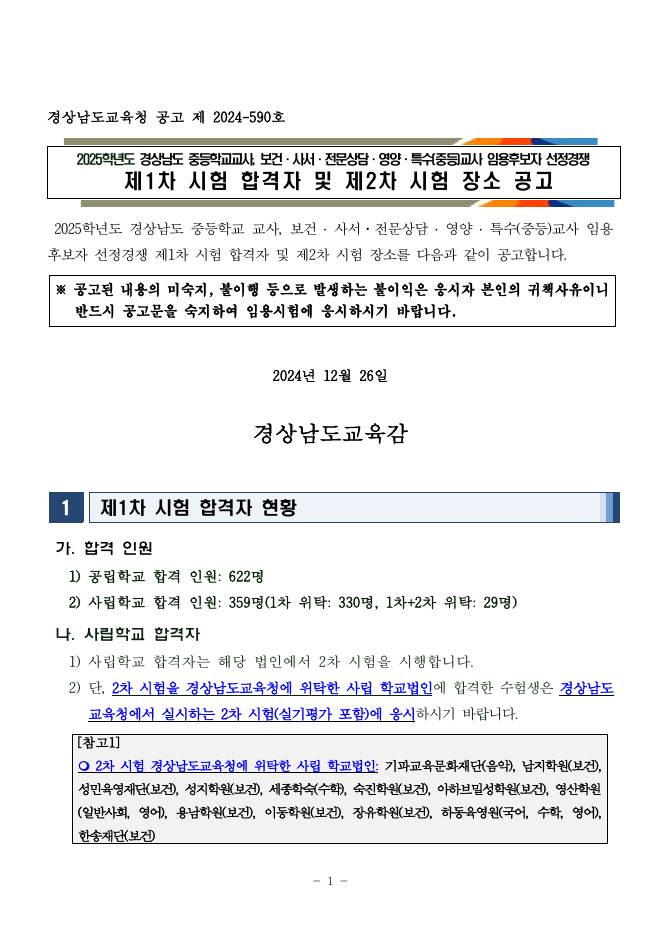 경상남도교육청 공고 제 2024-590호
2025학년도 경상남도 중등학교교사, 보건 · 사서 · 전문상담 · 영양 · 특수(중등)교사 임용후보자 선정경쟁
제1차 시험 합격자 및 제2차 시험 장소 공고
2025학년도 경상남도 중등학교 교사, 보건 · 사서 · 전문상담 · 영양 · 특수(중등)교사 임용
후보자 선정경쟁 제1차 시험 합격자 및 제2차 시험 장소를 다음과 같이 공고합니다.
※ 공고된 내용의 미숙지, 불이행 등으로 발생하는 불이익은 응시자 본인의 귀책사유이니
반드시 공고문을 숙지하여 임용시험에 응시하시기 바랍니다.
2024년 12월 26일
경상남도교육감
1 제1차 시험 합격자 현황
가. 합격 인원
1) 공립학교 합격 인원: 622명
2) 사립학교 합격 인원: 359명(1차 위탁: 330명, 1차+2차 위탁: 29명)
나. 사립학교 합격자
1) 사립학교 합격자는 해당 법인에서 2차 시험을 시행합니다.
2) 단, 2차 시험을 경상남도교육청에 위탁한 사립 학교법인에 합격한 수험생은 경상남도
교육청에서 실시하는 2차 시험(실기평가 포함)에 응시하시기 바랍니다.
[참고1]
❍ 2차 시험 경상남도교육청에 위탁한 사립 학교법인: 기파교육문화재단(음악), 남지학원(보건),
성민육영재단(보건), 성지학원(보건), 세종학숙(수학), 숙진학원(보건), 아하브밀성학원(보건), 영산학원
(일반사회, 영어), 용남학원(보건), 이동학원(보건), 장유학원(보건), 하동육영원(국어, 수학, 영어),
한송재단(보건)
- 1 -